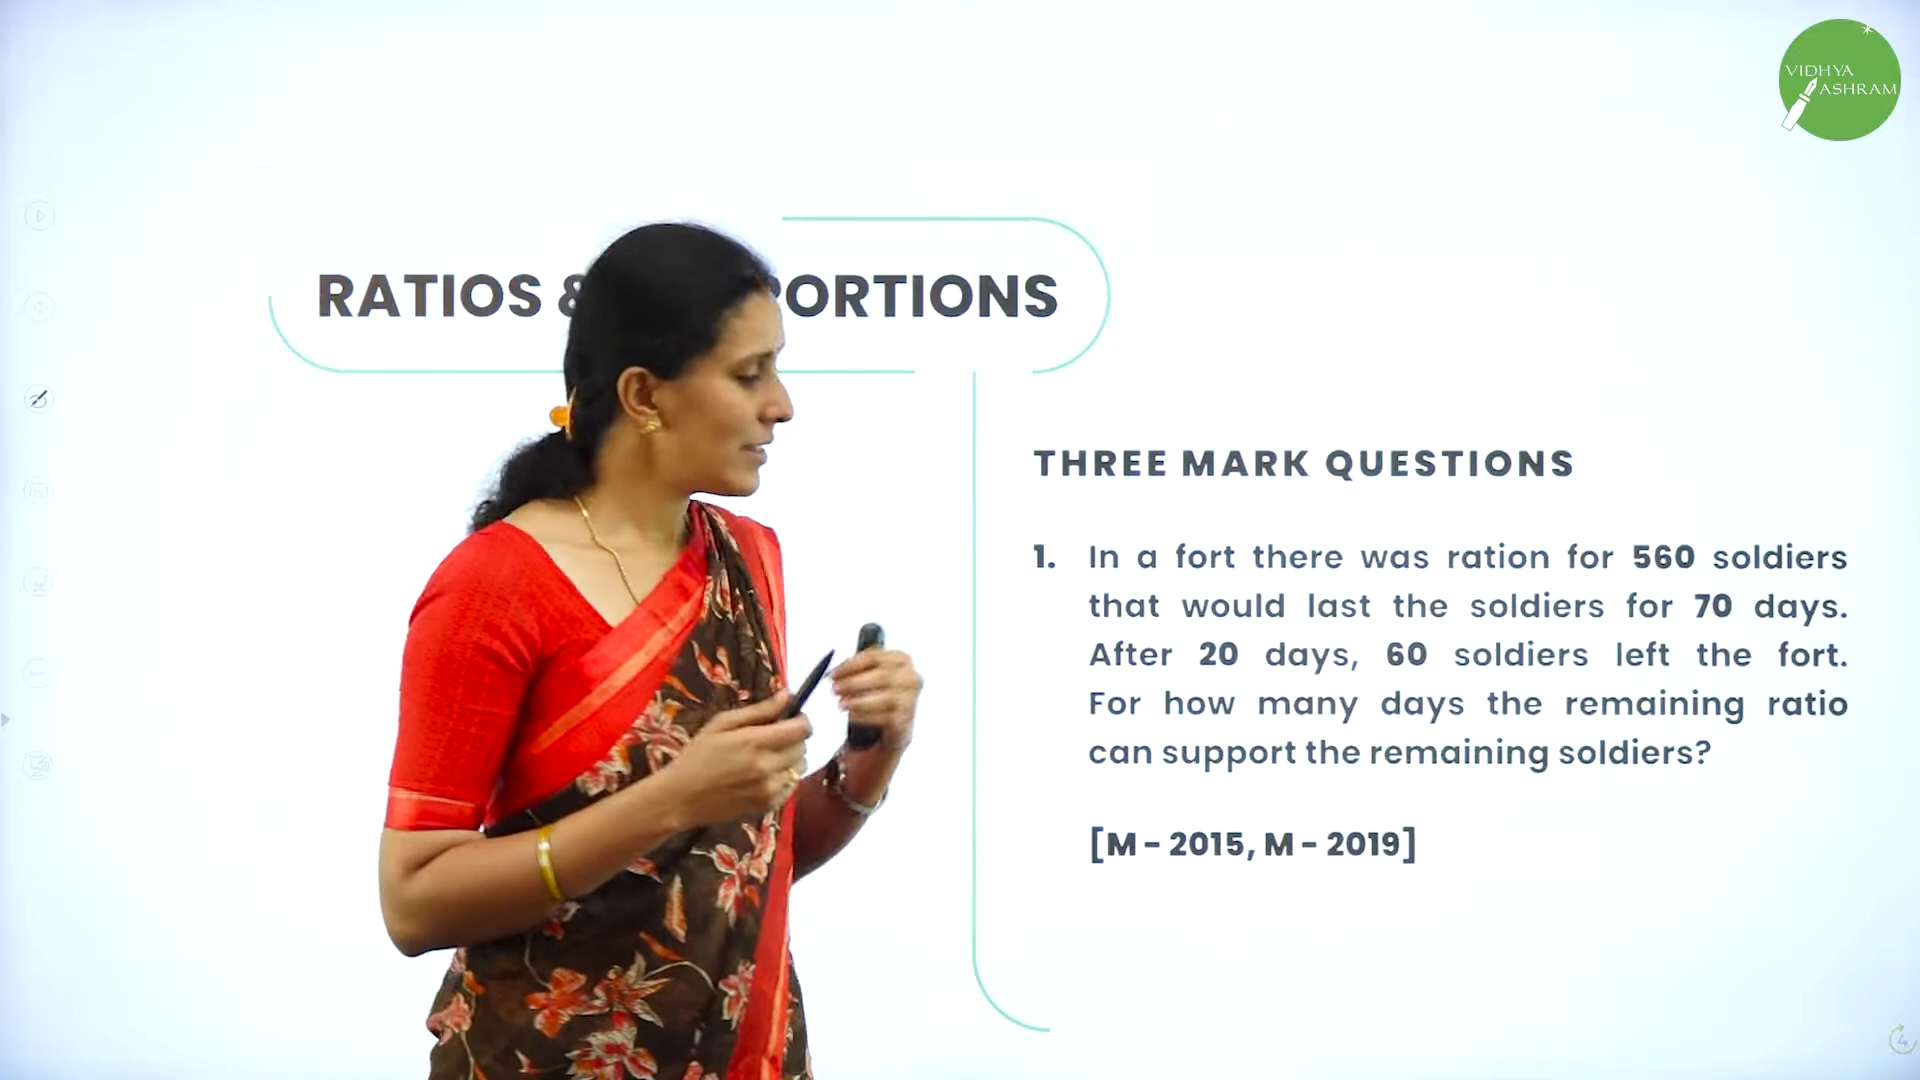 VIDHYA
ASHRAM
RATIOS & PORTIONS
THREE MARK QUESTIONS
1. In a fort there was ration for 560 soldiers
that would last the soldiers for 70 days.
After 20 days, 60 soldiers left the fort.
For how many days the remaining ratio
can support the remaining soldiers?
[M - 2015, M - 2019]
4